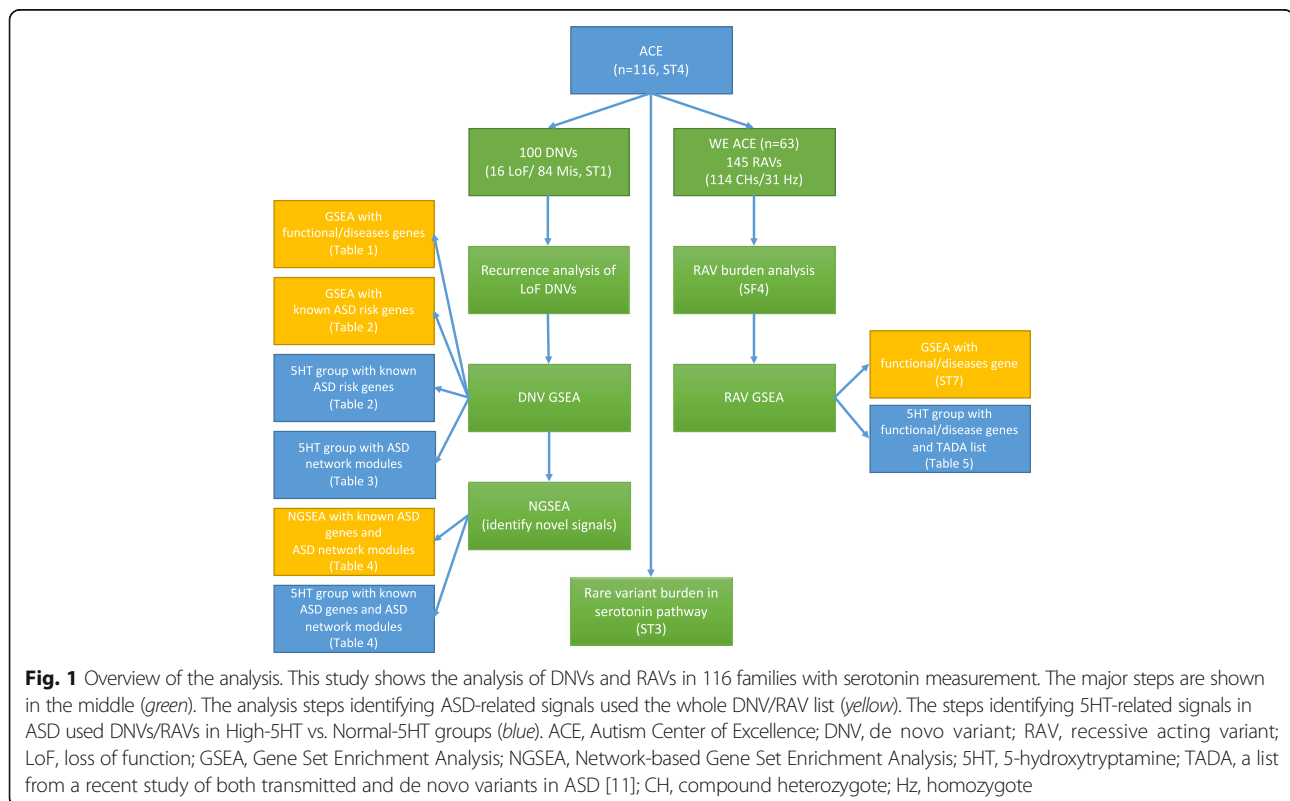 ACE
(n=116, ST4)
100 DNVs
(16 LoF/ 84 Mis, ST1)
WE ACE (n=63)
145 RAVs
(114 CHs/31 Hz)
GSEA with
functional/diseases genes
(Table 1)
Recurrence analysis of
LoF DNVs
RAV burden analysis
(SF4)
GSEA with
known ASD risk genes
(Table 2)
5HT group with known
ASD risk genes
(Table 2)
DNV GSEA
RAV GSEA
GSEA with
functional/diseases gene
(ST7)
5HT group with
functional/disease genes
and TADA list
(Table 5)
5HT group with ASD
network modules
(Table 3)
NGSEA with known ASD
genes and
ASD network modules
(Table 4)
NGSEA
(identify novel signals)
5HT group with known
ASD genes and ASD
network modules
(Table 4)
Rare variant burden in
serotonin pathway
(ST3)
Fig. 1 Overview of the analysis. This study shows the analysis of DNVs and RAVs in 116 families with serotonin measurement. The major steps are shown
in the middle (green). The analysis steps identifying ASD-related signals used the whole DNV/RAV list (yellow). The steps identifying 5HT-related signals in
ASD used DNVs/RAVs in High-5HT vs. Normal-5HT groups (blue). ACE, Autism Center of Excellence; DNV, de novo variant; RAV, recessive acting variant;
LoF, loss of function; GSEA, Gene Set Enrichment Analysis; NGSEA, Network-based Gene Set Enrichment Analysis; 5HT, 5-hydroxytryptamine; TADA, a list
from a recent study of both transmitted and de novo variants in ASD [11]; CH, compound heterozygote; Hz, homozygote